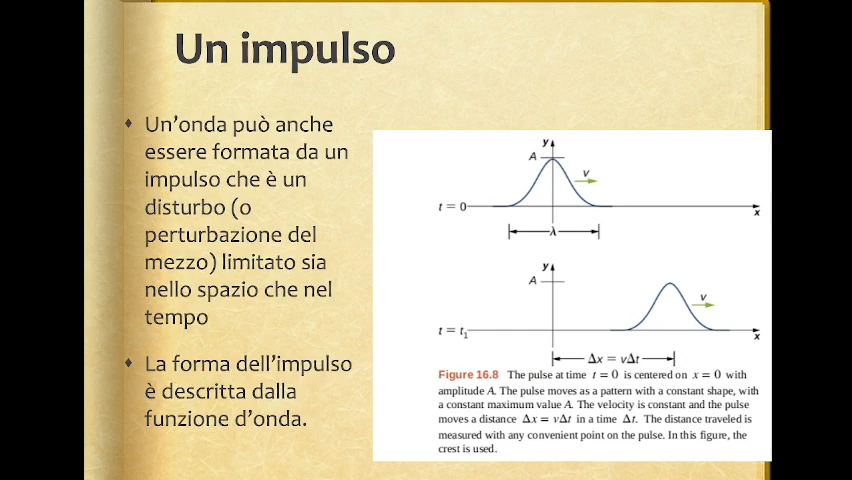 Un impulso
♦ Un'onda può anche
essere formata da un
impulso che è un
disturbo (o
perturbazione del
mezzo) limitato sia
nello spazio che nel
tempo
♦ La forma dell'impulso
è descritta dalla
funzione d'onda.
y
A
v
t = 0
x
λ
y
A
v
t = t₁
x
Δx = vΔt
Figure 16.8 The pulse at time t = 0 is centered on x = 0 with
amplitude A. The pulse moves as a pattern with a constant shape, with
a constant maximum value A. The velocity is constant and the pulse
moves a distance Δx = vΔt in a time Δt. The distance traveled is
measured with any convenient point on the pulse. In this figure, the
crest is used.